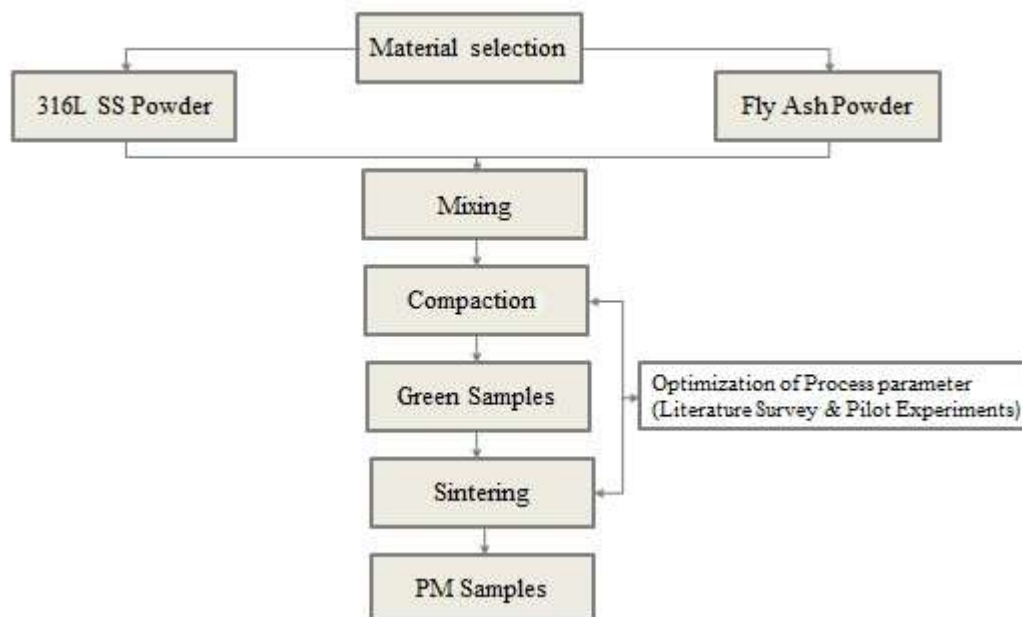 Material selection
316L SS Powder
Fly Ash Powder
Mixing
Compaction
Green Samples
Optimization of Process parameter
(Literature Survey & Pilot Experiments)
Sintering
PM Samples